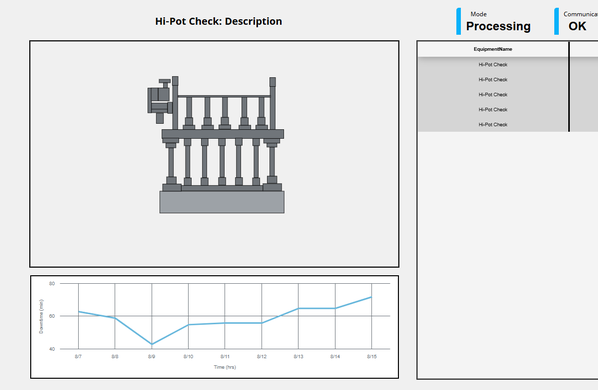 Hi-Pot Check: Description
Mode
Processing
Communica
OK
EquipmentName
Hi-Pot Check
Hi-Pot Check
Hi-Pot Check
Hi-Pot Check
Hi-Pot Check
Downtime (min)
80
60
40
8/7 8/8 8/9 8/10 8/11 8/12 8/13 8/14 8/15
Time (hrs)